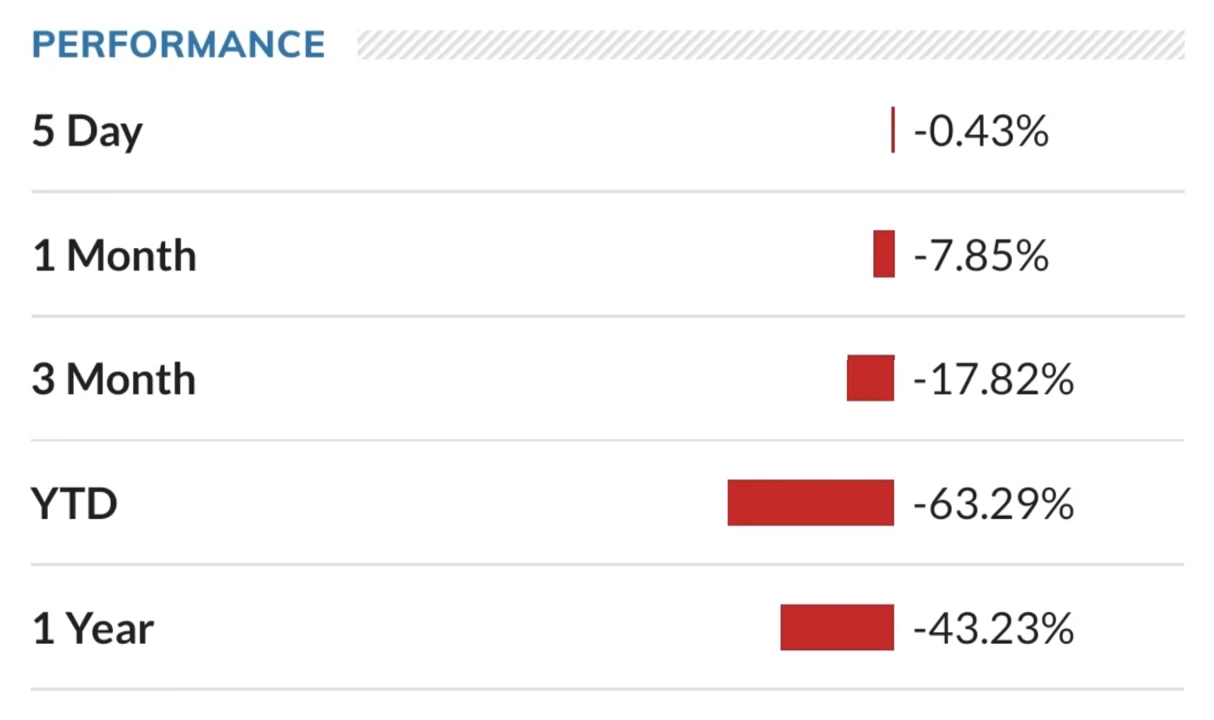 PERFORMANCE
5 Day -0.43%
1 Month -7.85%
3 Month -17.82%
YTD -63.29%
1 Year -43.23%